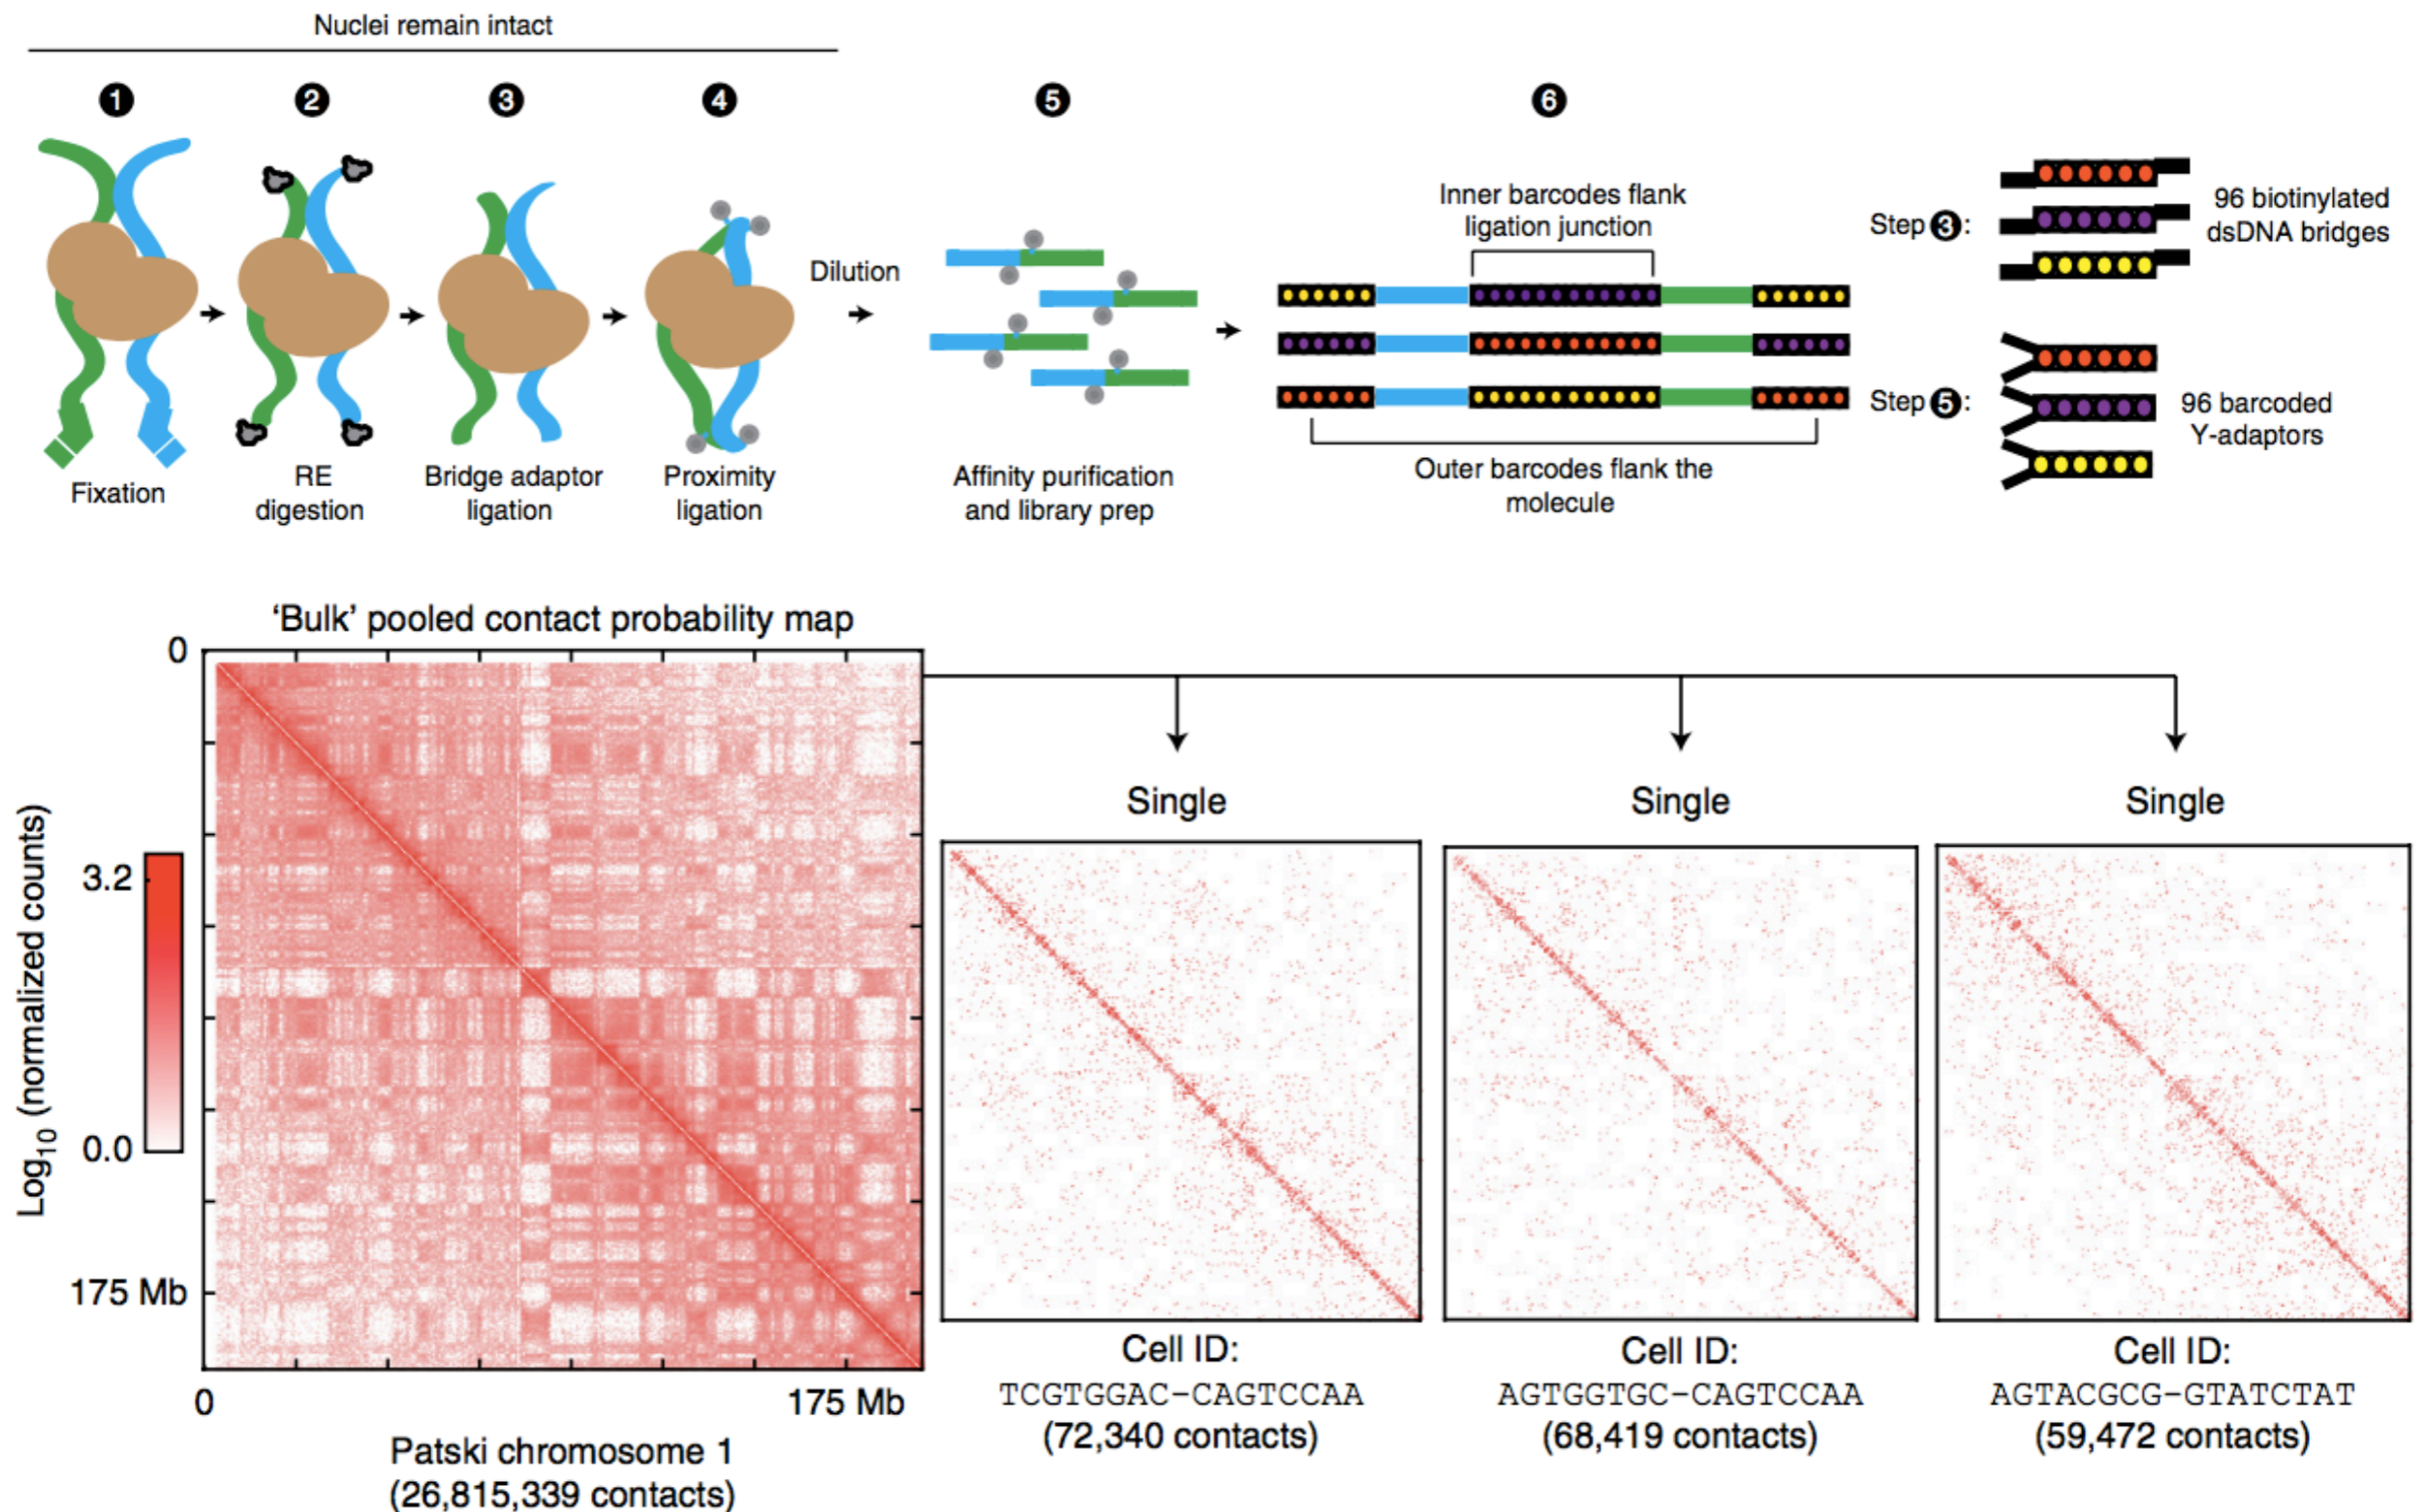 Nuclei remain intact
1
2
3
4
5
6
Fixation
RE
digestion
Bridge adaptor
ligation
Proximity
ligation
Dilution
Affinity purification
and library prep
Inner barcodes flank
ligation junction
Outer barcodes flank the
molecule
Step 3:
96 biotinylated
dsDNA bridges
Step 5:
96 barcoded
Y-adaptors
‘Bulk’ pooled contact probability map
0
175 Mb
Log10 (normalized counts)
3.2
0.0
0
175 Mb
Patski chromosome 1
(26,815,339 contacts)
Single
Cell ID:
TCGTGGAC-CAGTCCAA
(72,340 contacts)
Single
Cell ID:
AGTGGTGC-CAGTCCAA
(68,419 contacts)
Single
Cell ID:
AGTACGCG-GTATCTAT
(59,472 contacts)